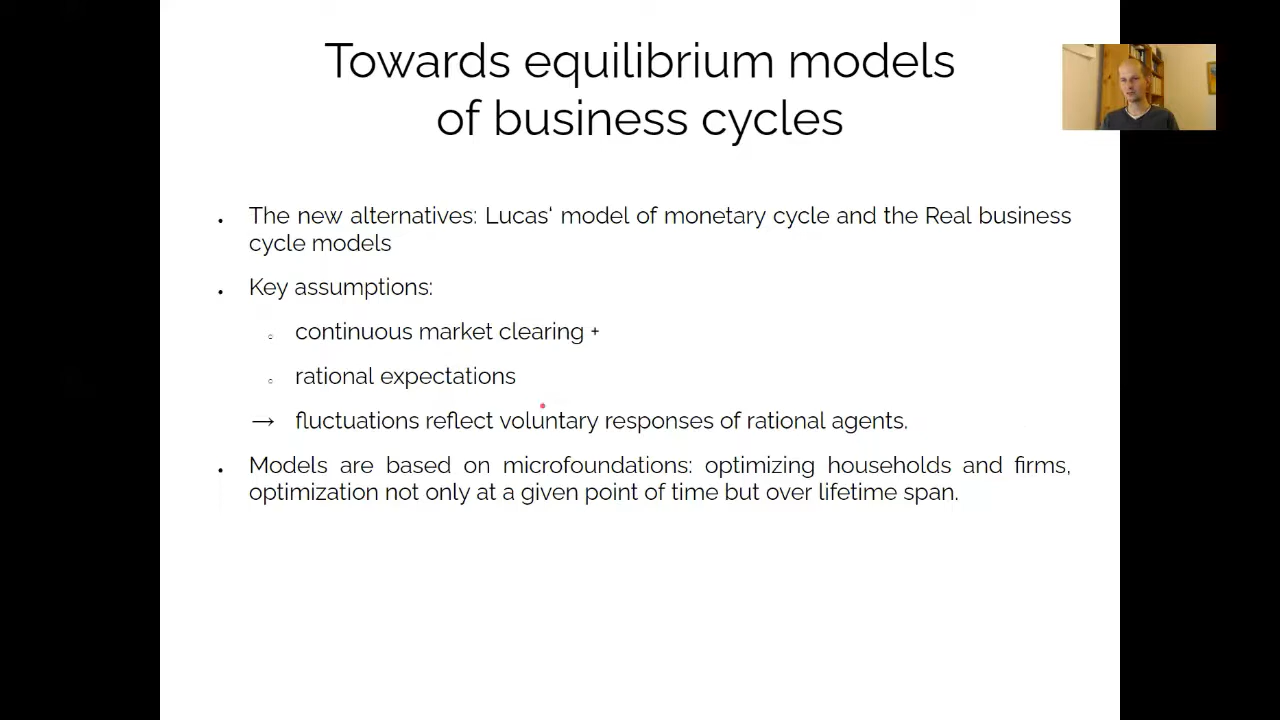 Towards equilibrium models
of business cycles
• The new alternatives: Lucas‘ model of monetary cycle and the Real business
cycle models
• Key assumptions:
○ continuous market clearing +
○ rational expectations
→ fluctuations reflect voluntary responses of rational agents.
• Models are based on microfoundations: optimizing households and firms,
optimization not only at a given point of time but over lifetime span.